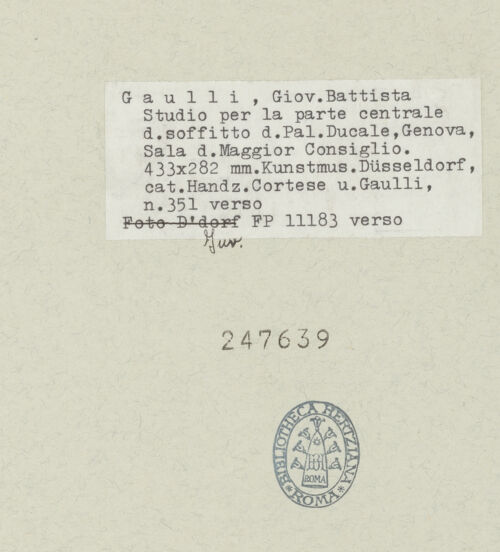 G a u l l i , Giov.Battista
Studio per la parte centrale
d.soffitto d.Pal.Ducale,Genova,
Sala d.Maggior Consiglio.
433x282 mm.Kunstmus.Düsseldorf,
cat.Handz.Cortese u.Gaulli,
n.351 verso
Foto D'dorf FP 11183 verso
247639
BIBLIOTHECA HERTZIANA
ROMA
* ROMA *